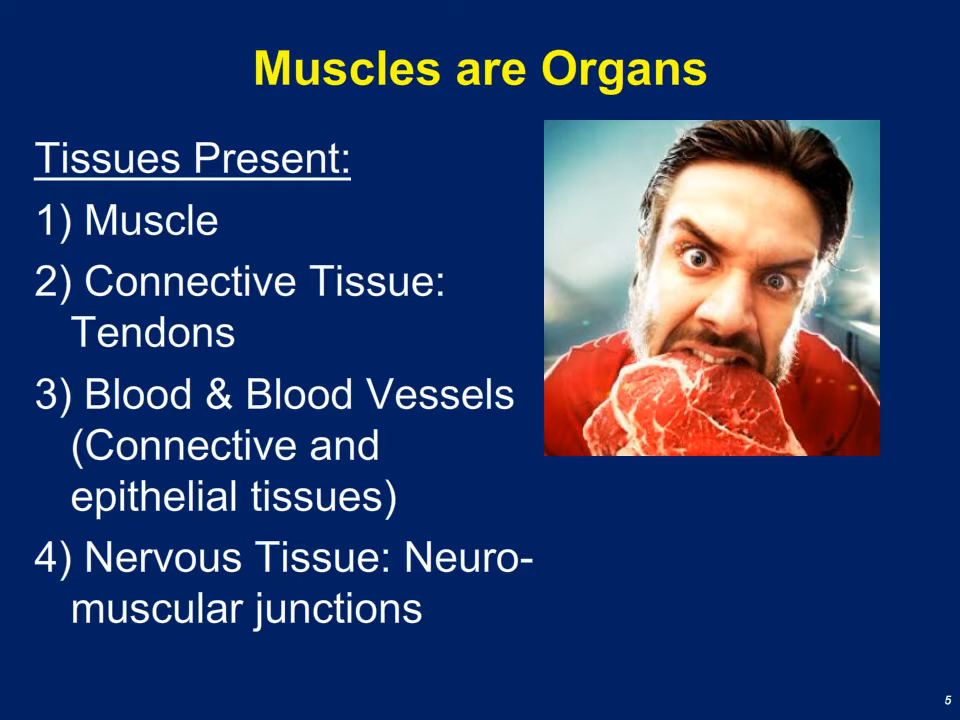 Muscles are Organs
Tissues Present:
1) Muscle
2) Connective Tissue:
Tendons
3) Blood & Blood Vessels
(Connective and
epithelial tissues)
4) Nervous Tissue: Neuro-
muscular junctions
5